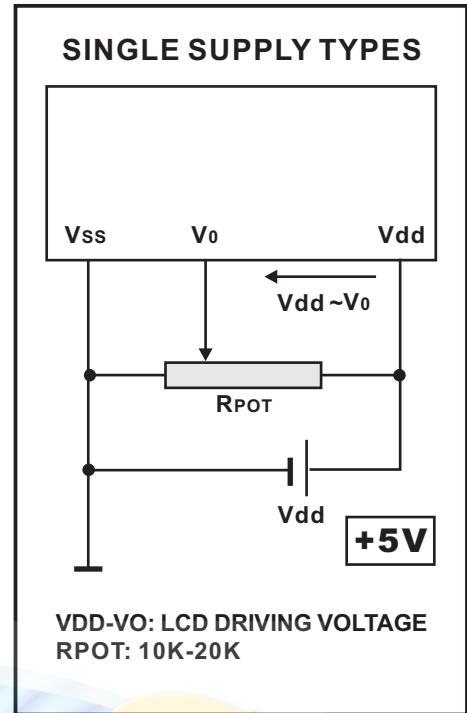 SINGLE SUPPLY TYPES
Vss V0 Vdd
Vdd ~V0
RPOT
Vdd
+5V
VDD-VO: LCD DRIVING VOLTAGE
RPOT: 10K-20K